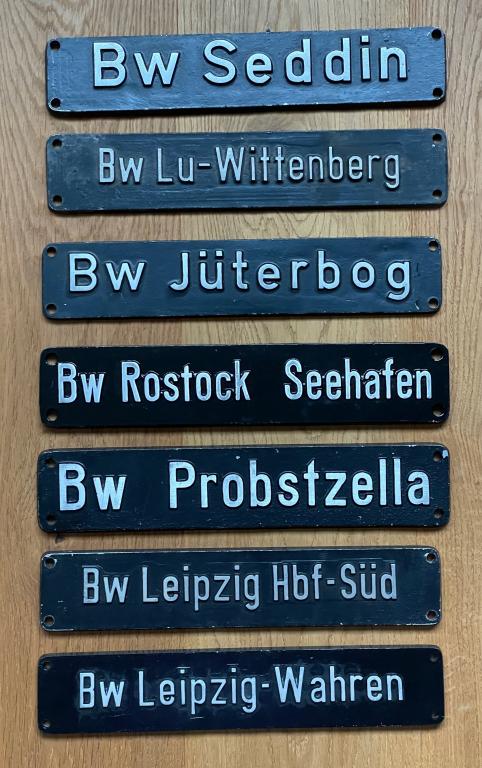 Bw Seddin
Bw Lu-Wittenberg
Bw Jüterbog
Bw Rostock Seehafen
Bw Probstzella
Bw Leipzig Hbf-Süd
Bw Leipzig-Wahren